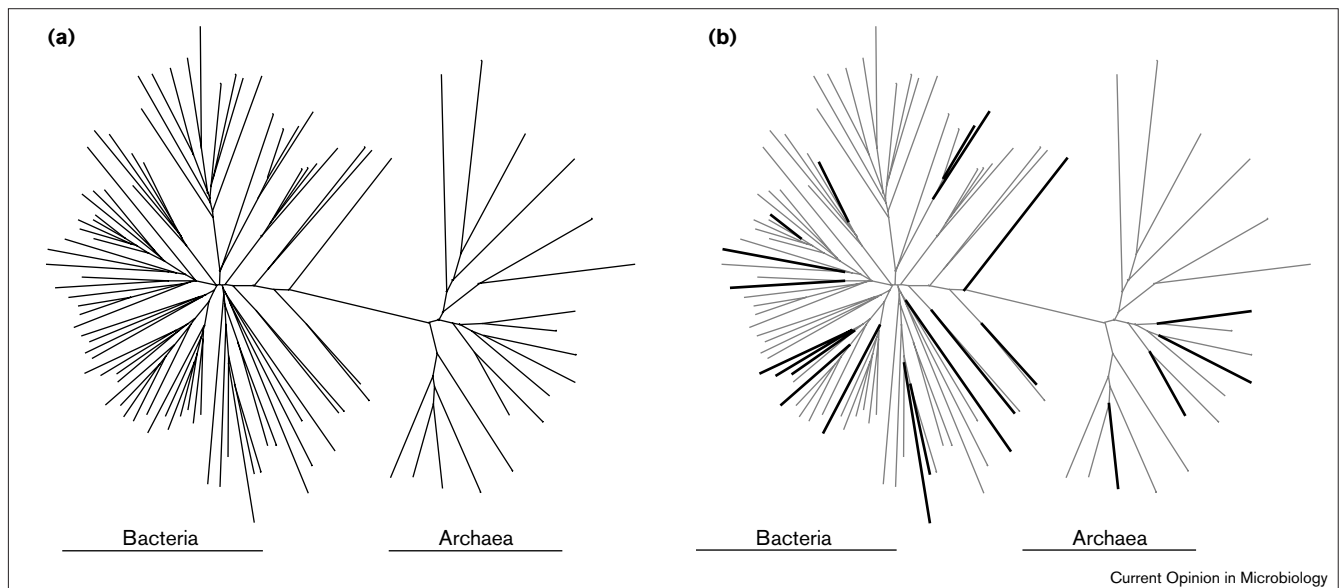 (a)
(b)
Bacteria
Archaea
Bacteria
Archaea
Current Opinion in Microbiology